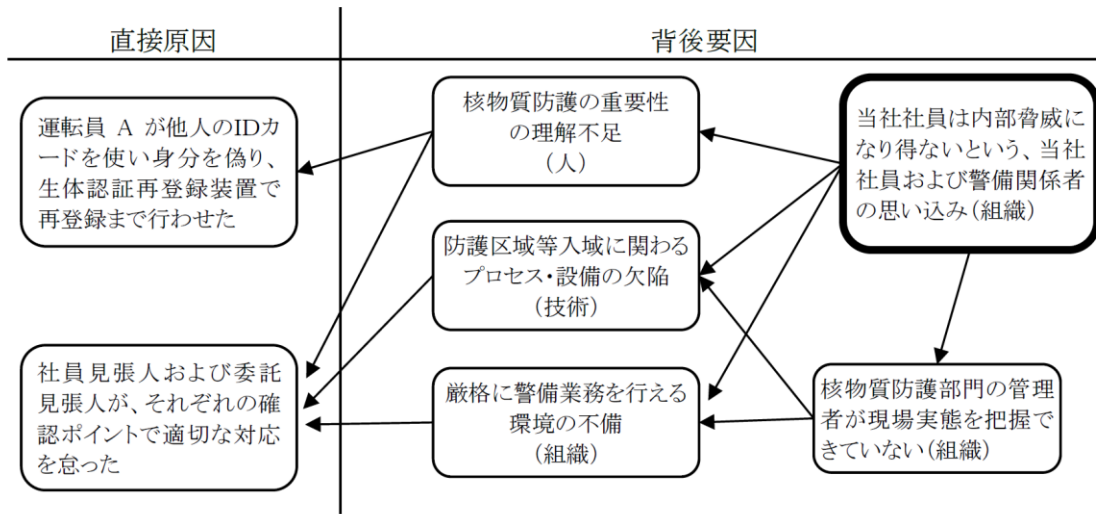 直接原因
背後要因
運転員 A が他人のIDカ
ードを使い身分を偽り、
生体認証再登録装置で
再登録まで行わせた
社員見張人および委託
見張人が、それぞれの確
認ポイントで適切な対応
を怠った
核物質防護の重要性
の理解不足
(人)
防護区域等入域に関わる
プロセス・設備の欠陥
(技術)
厳格に警備業務を行える
環境の不備
(組織)
当社社員は内部脅威に
なり得ないという、当社
社員および警備関係者
の思い込み(組織)
核物質防護部門の管理
者が現場実態を把握で
きていない(組織)